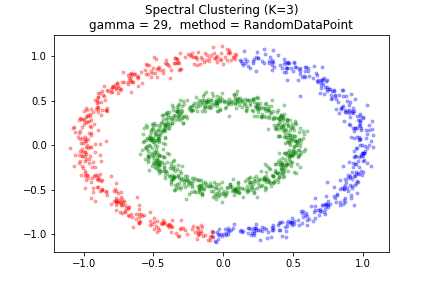 Spectral Clustering (K=3)
gamma = 29,  method = RandomDataPoint
1.0
0.5
0.0
−0.5
−1.0
−1.0 −0.5 0.0 0.5 1.0